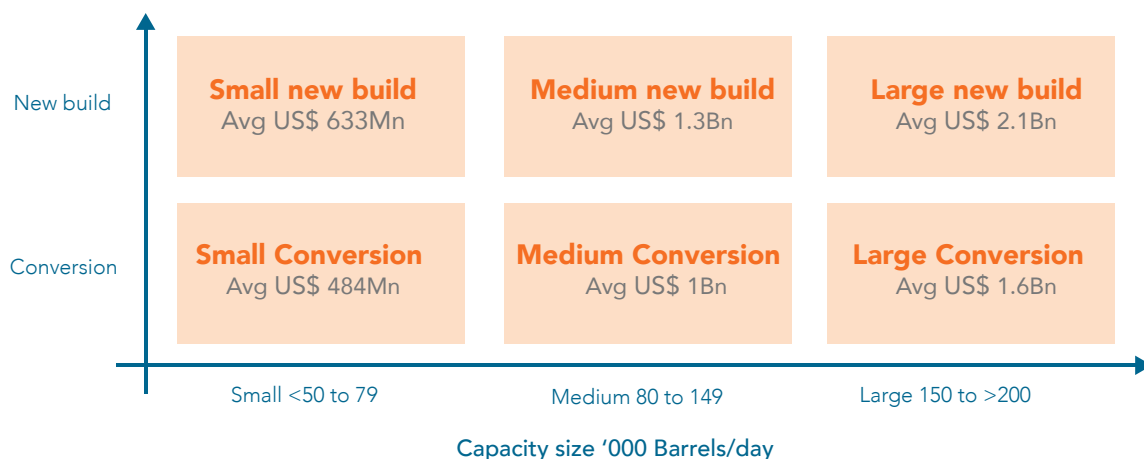 New build
Small new build
Avg US$ 633Mn
Medium new build
Avg US$ 1.3Bn
Large new build
Avg US$ 2.1Bn
Conversion
Small Conversion
Avg US$ 484Mn
Medium Conversion
Avg US$ 1Bn
Large Conversion
Avg US$ 1.6Bn
Small <50 to 79
Medium 80 to 149
Large 150 to >200
Capacity size ‘000 Barrels/day